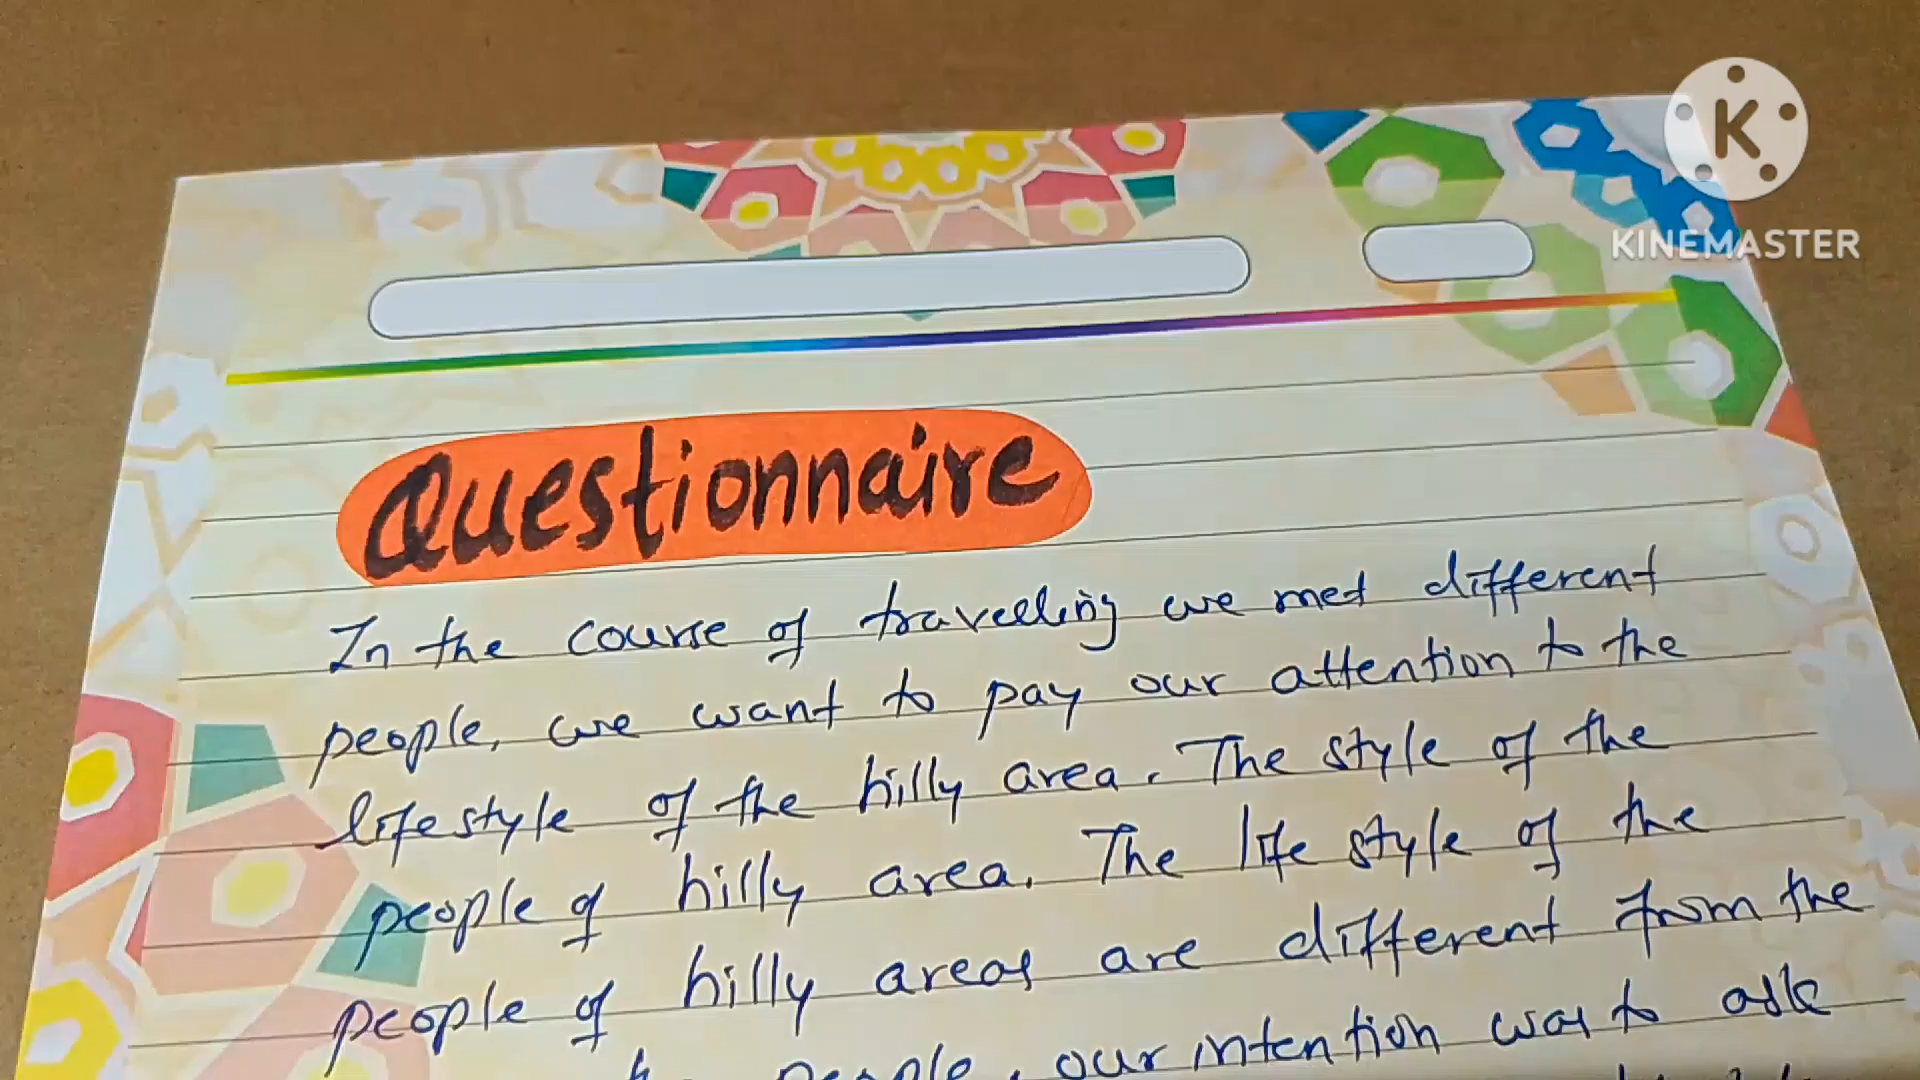 K
KINEMASTER
Questionnaire
In the course of travelling we met different
people, we want to pay our attention to the
lifestyle of the hilly area. The style of the
people of hilly area. The life style of the
people of hilly areas are different from the
people, our intention was to ask